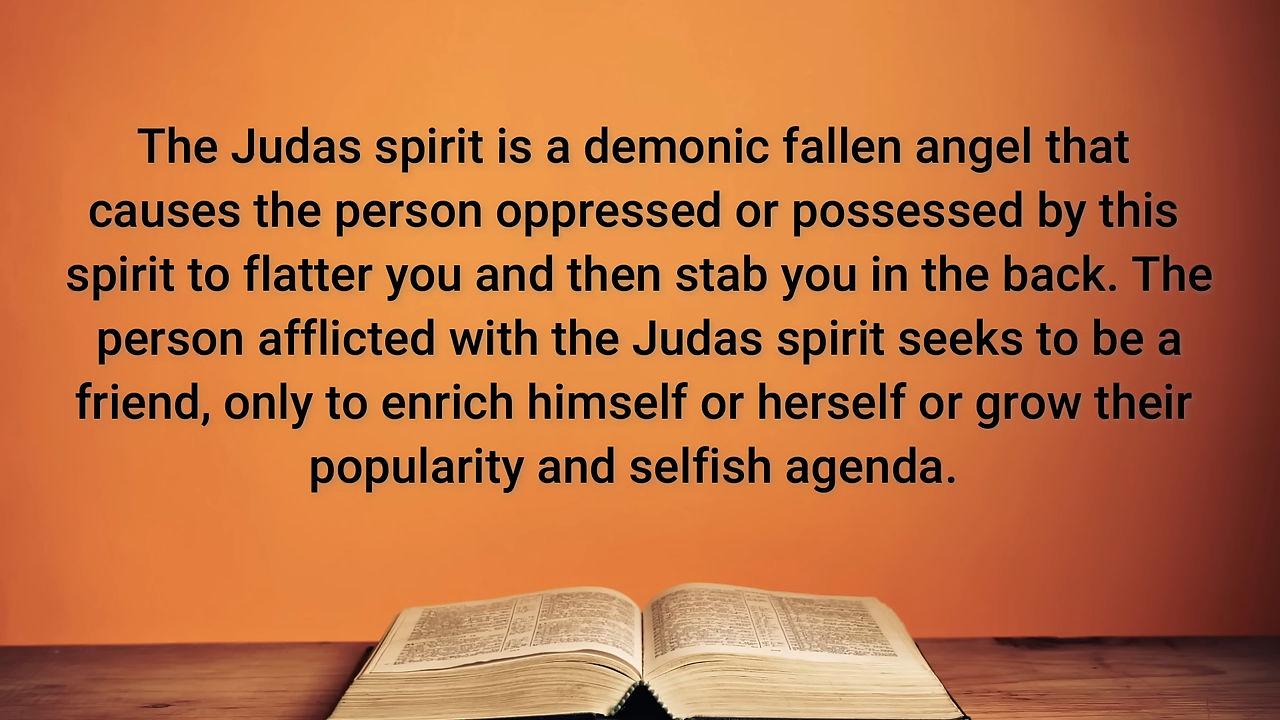 The Judas spirit is a demonic fallen angel that
causes the person oppressed or possessed by this
spirit to flatter you and then stab you in the back. The
person afflicted with the Judas spirit seeks to be a
friend, only to enrich himself or herself or grow their
popularity and selfish agenda.